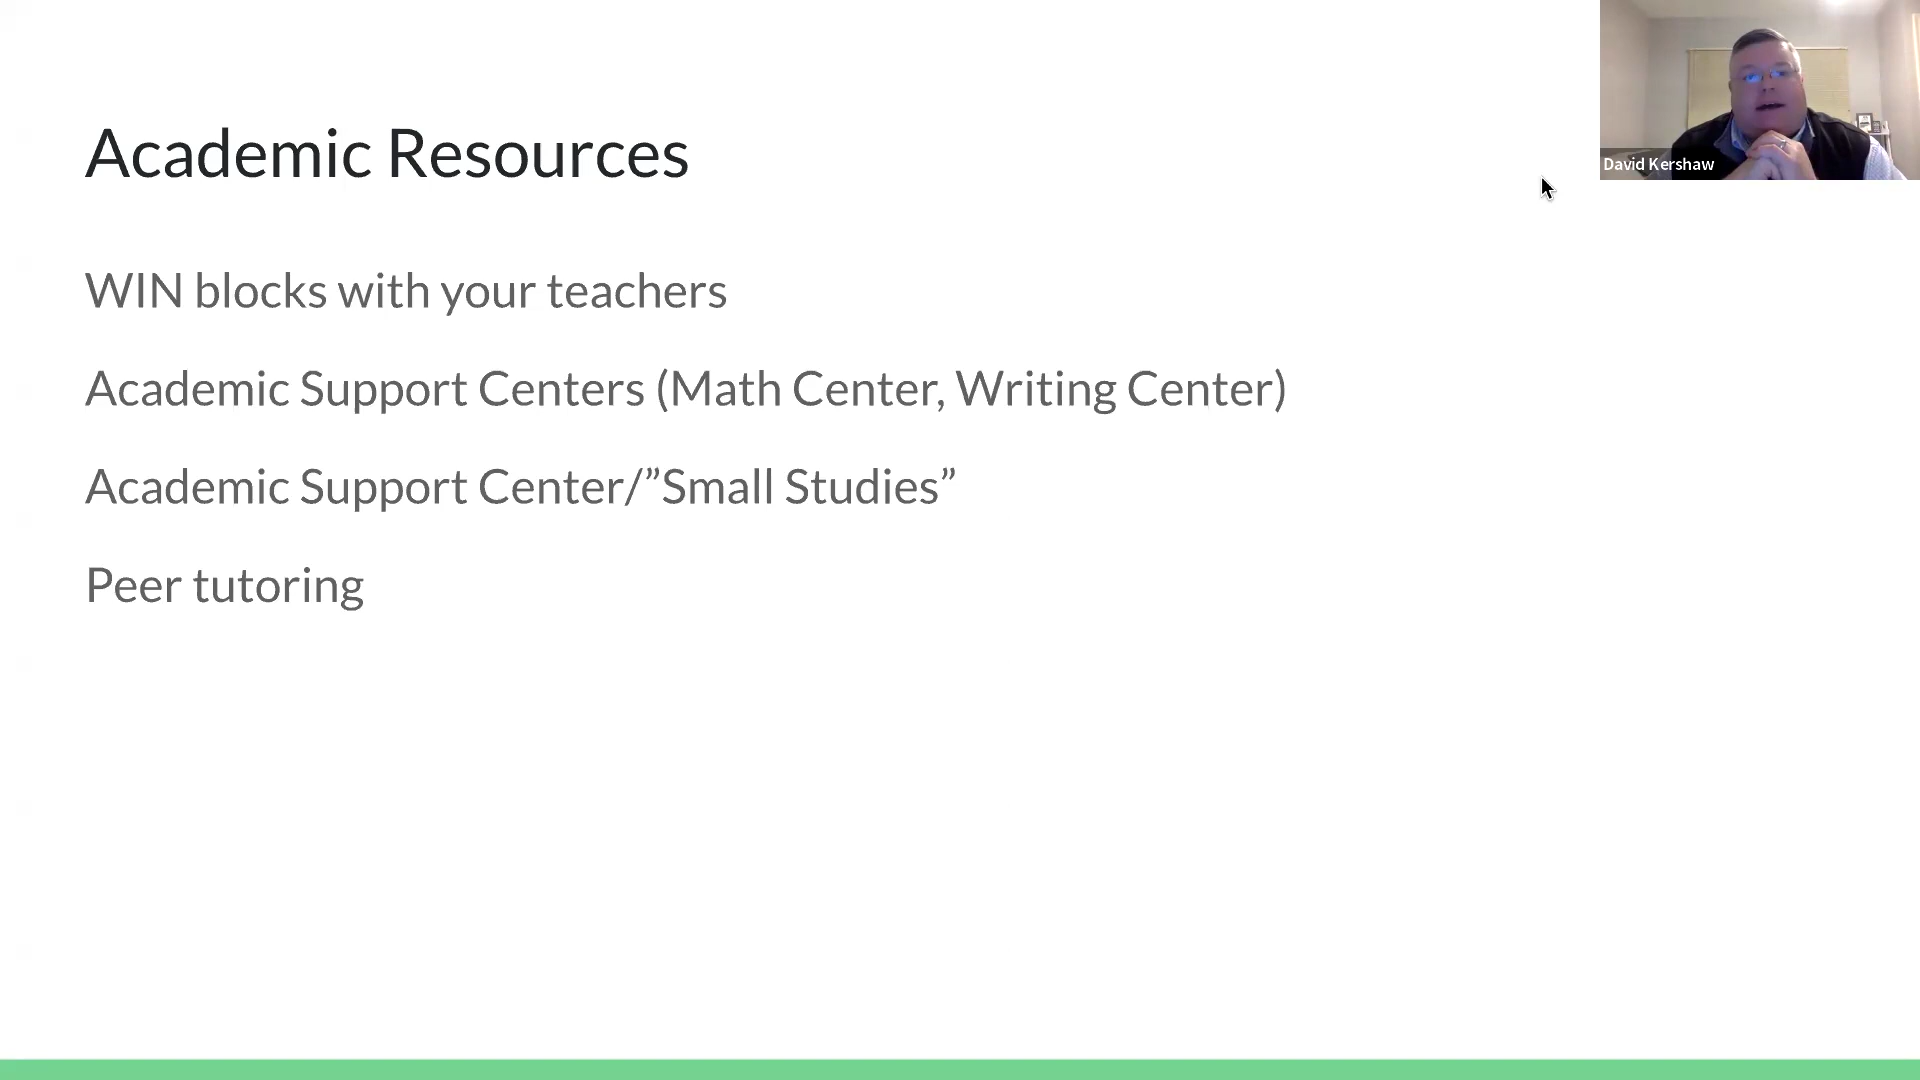 Academic Resources
David Kershaw
WIN blocks with your teachers
Academic Support Centers (Math Center, Writing Center)
Academic Support Center/”Small Studies”
Peer tutoring